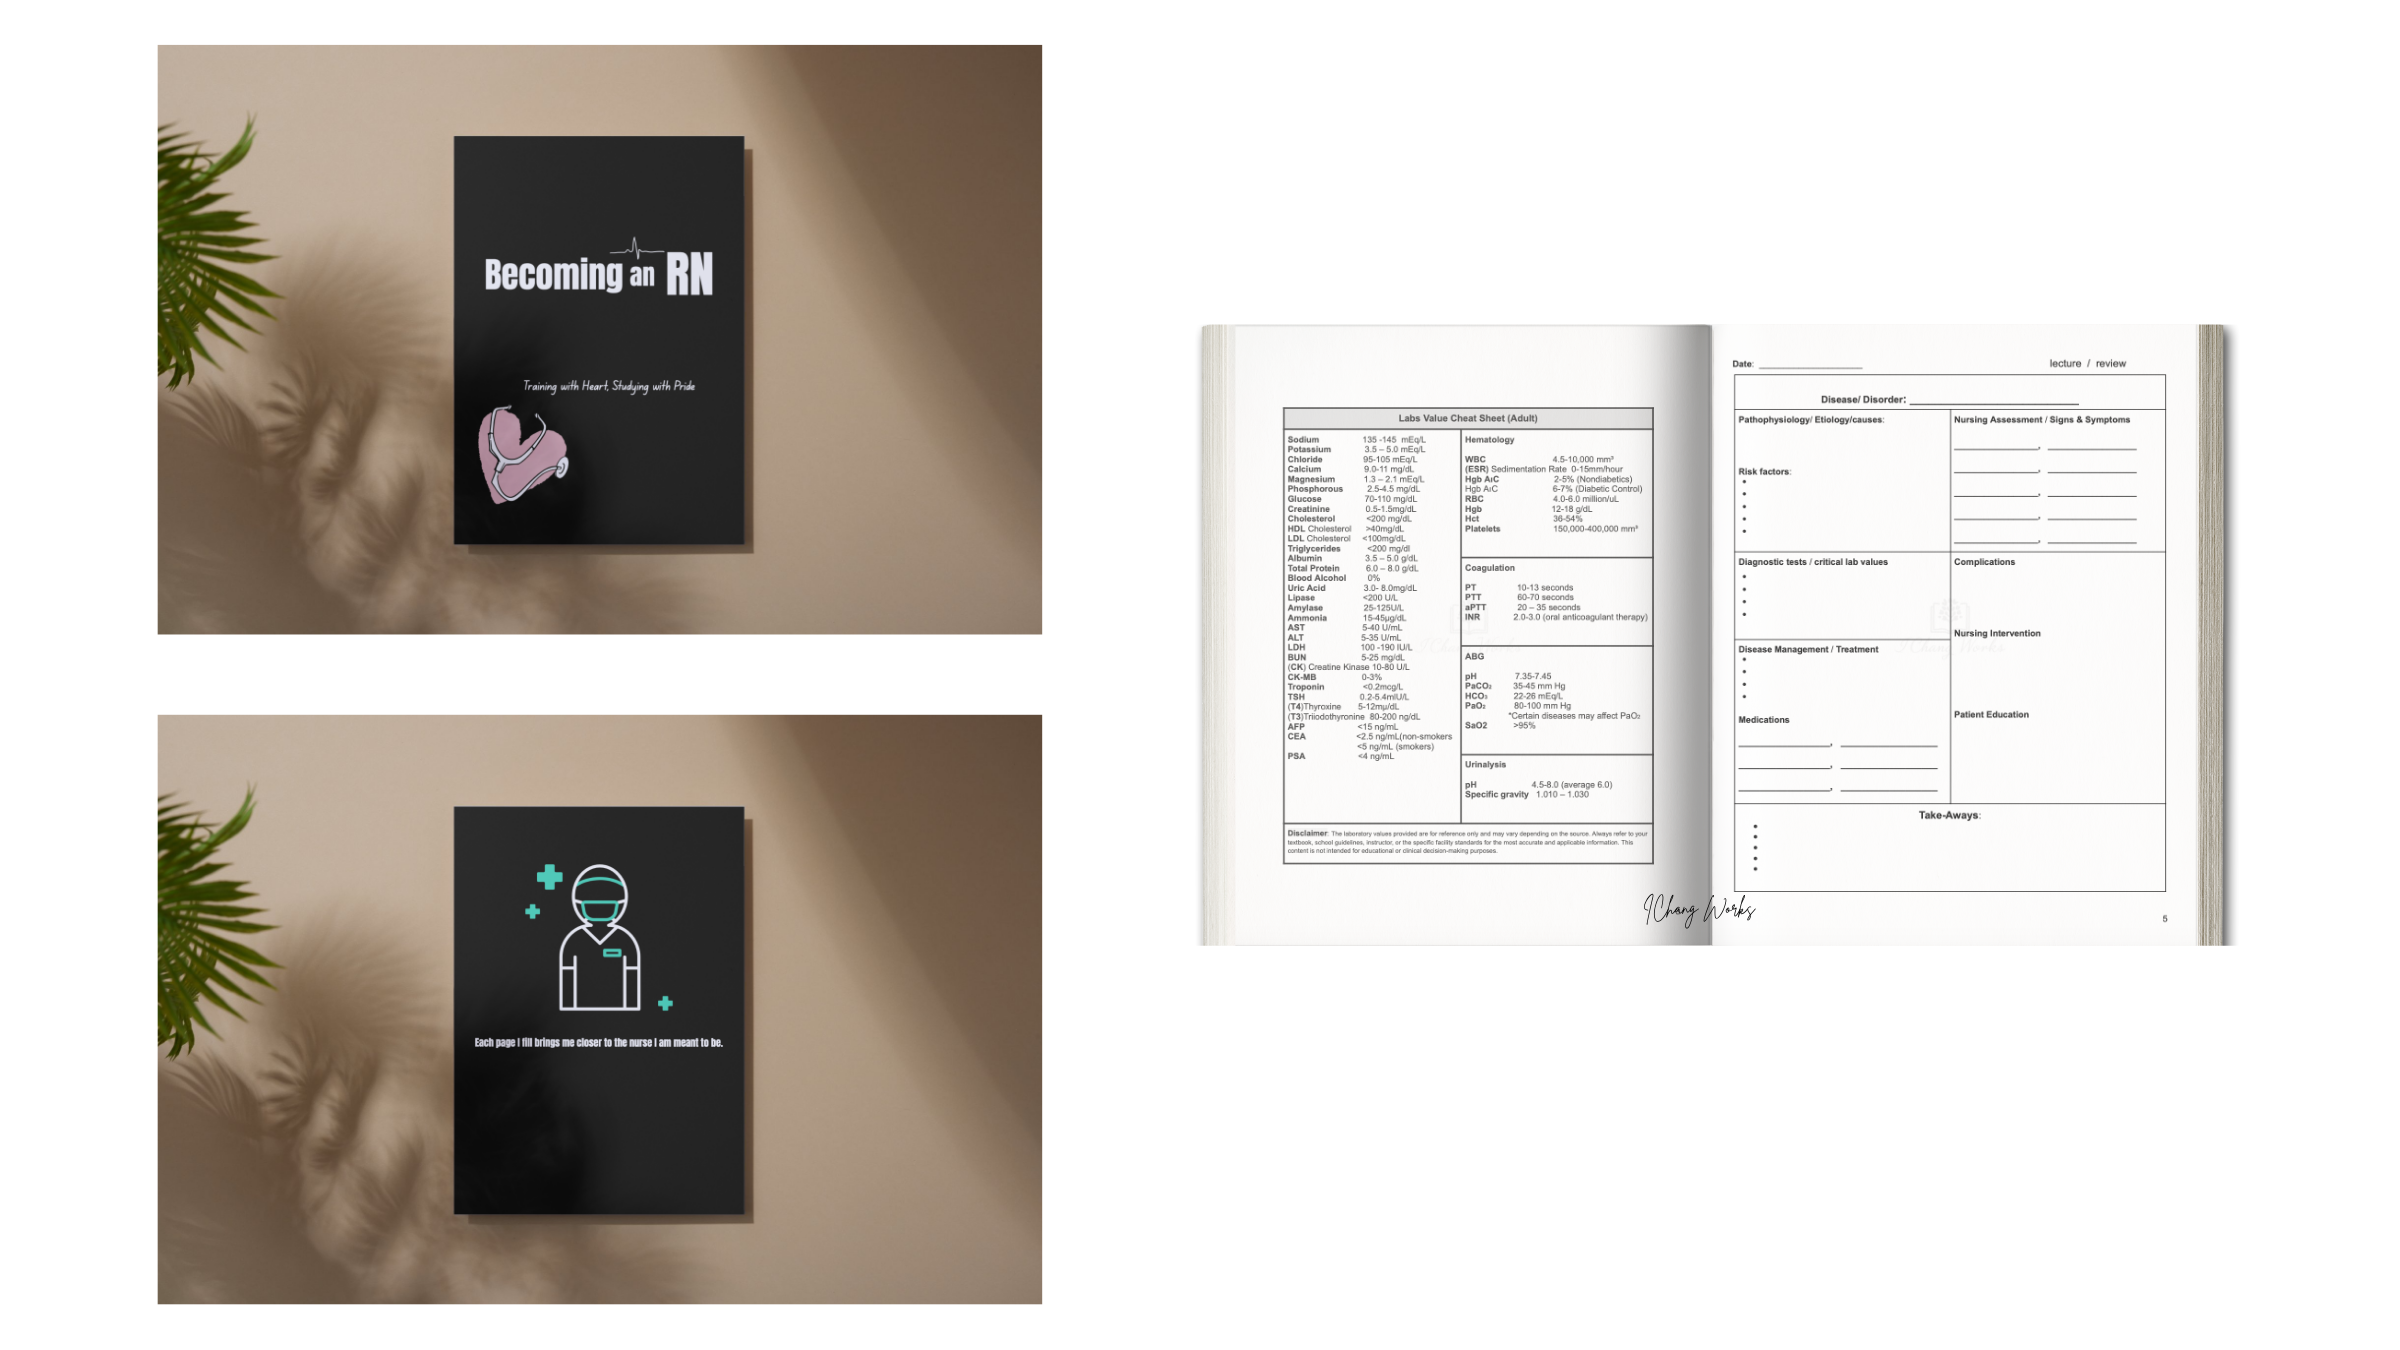 Becoming an RN
Training with Heart, Studying with Pride
Each page I fill brings me closer to the nurse I am meant to be.
Labs Value Cheat Sheet (Adult)
Sodium 135 -145 mEq/L
Potassium 3.5 – 5.0 mEq/L
Chloride 95-105 mEq/L
Calcium 9.0-11 mg/dL
Magnesium 1.3 – 2.1 mEq/L
Phosphorous 2.5-4.5 mg/dL
Glucose 70-110 mg/dL
Creatinine 0.5-1.5mg/dL
Cholesterol <200 mg/dL
HDL Cholesterol >40mg/dL
LDL Cholesterol <100mg/dL
Triglycerides <200 mg/dl
Albumin 3.5 – 5.0 g/dL
Total Protein 6.0 – 8.0 g/dL
Blood Alcohol 0%
Uric Acid 3.0- 8.0mg/dL
Lipase <200 U/L
Amylase 25-125U/L
Ammonia 15-45µg/dL
AST 5-40 U/mL
ALT 5-35 U/mL
LDH 100 -190 IU/L
BUN 5-25 mg/dL
(CK) Creatine Kinase 10-80 U/L
CK-MB 0-3%
Troponin <0.2mcg/L
TSH 0.2-5.4mIU/L
(T4)Thyroxine 5-12mµ/dL
(T3)Triiodothyronine 80-200 ng/dL
AFP <15 ng/mL
CEA <2.5 ng/mL(non-smokers
<5 ng/mL (smokers)
PSA <4 ng/mL
Hematology
WBC 4.5-10,000 mm³
(ESR) Sedimentation Rate 0-15mm/hour
Hgb A₁C 2-5% (Nondiabetics)
Hgb A₁C 6-7% (Diabetic Control)
RBC 4.0-6.0 million/uL
Hgb 12-18 g/dL
Hct 36-54%
Platelets 150,000-400,000 mm³
Coagulation
PT 10-13 seconds
PTT 60-70 seconds
aPTT 20 – 35 seconds
INR 2.0-3.0 (oral anticoagulant therapy)
ABG
pH 7.35-7.45
PaCO₂ 35-45 mm Hg
HCO₃ 22-26 mEq/L
PaO₂ 80-100 mm Hg
*Certain diseases may affect PaO₂
SaO2 >95%
Urinalysis
pH 4.5-8.0 (average 6.0)
Specific gravity 1.010 – 1.030
Disclaimer: The laboratory values provided are for reference only and may vary depending on the source. Always refer to your
textbook, school guidelines, instructor, or the specific facility standards for the most accurate and applicable information. This
content is not intended for educational or clinical decision-making purposes.
Date: lecture / review
Disease/ Disorder:
Pathophysiology/ Etiology/causes:
Risk factors:
Nursing Assessment / Signs & Symptoms
Diagnostic tests / critical lab values
Complications
Nursing Intervention
Disease Management / Treatment
Medications
Patient Education
Take-Aways:
5
IChang Works